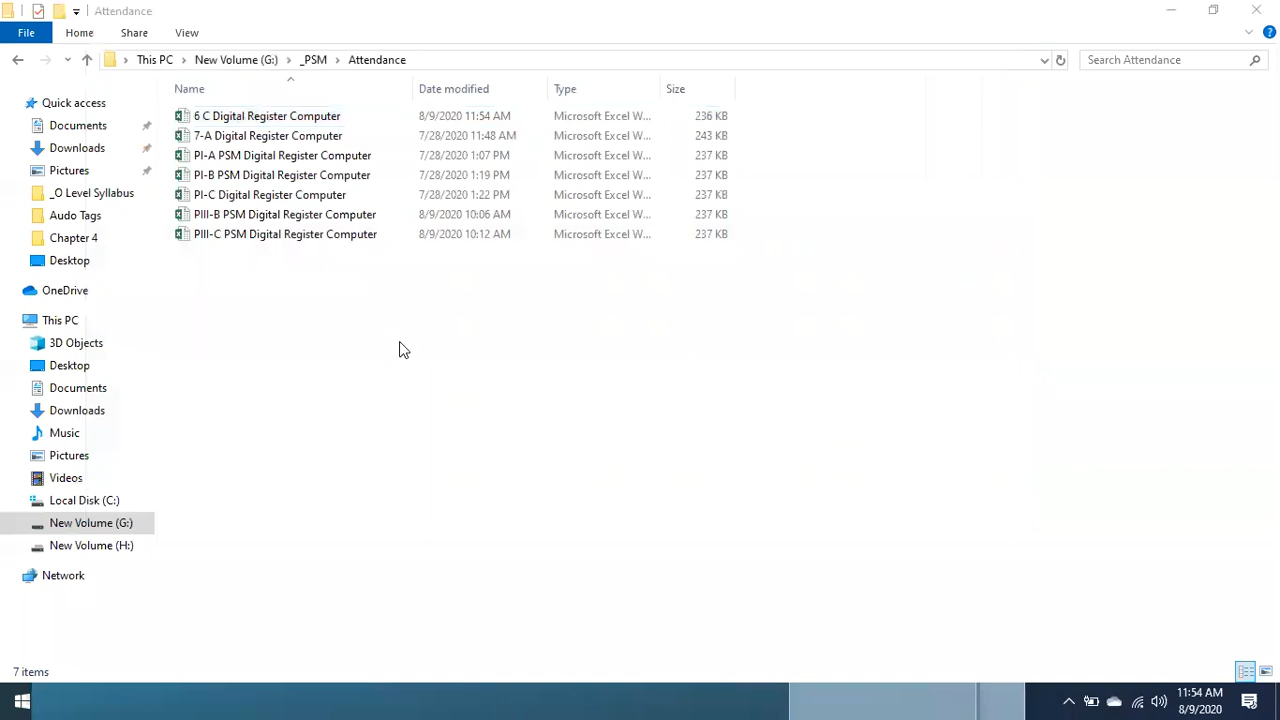 Attendance
File Home Share View
This PC New Volume (G:) _PSM Attendance Search Attendance
Name Date modified Type Size
6 C Digital Register Computer 8/9/2020 11:54 AM Microsoft Excel W... 236 KB
7-A Digital Register Computer 7/28/2020 11:48 AM Microsoft Excel W... 243 KB
PI-A PSM Digital Register Computer 7/28/2020 1:07 PM Microsoft Excel W... 237 KB
PI-B PSM Digital Register Computer 7/28/2020 1:19 PM Microsoft Excel W... 237 KB
PI-C Digital Register Computer 7/28/2020 1:22 PM Microsoft Excel W... 237 KB
PIII-B PSM Digital Register Computer 8/9/2020 10:06 AM Microsoft Excel W... 237 KB
PIII-C PSM Digital Register Computer 8/9/2020 10:12 AM Microsoft Excel W... 237 KB
Quick access
Documents
Downloads
Pictures
_O Level Syllabus
Audo Tags
Chapter 4
Desktop
OneDrive
This PC
3D Objects
Desktop
Documents
Downloads
Music
Pictures
Videos
Local Disk (C:)
New Volume (G:)
New Volume (H:)
Network
7 items
11:54 AM
8/9/2020